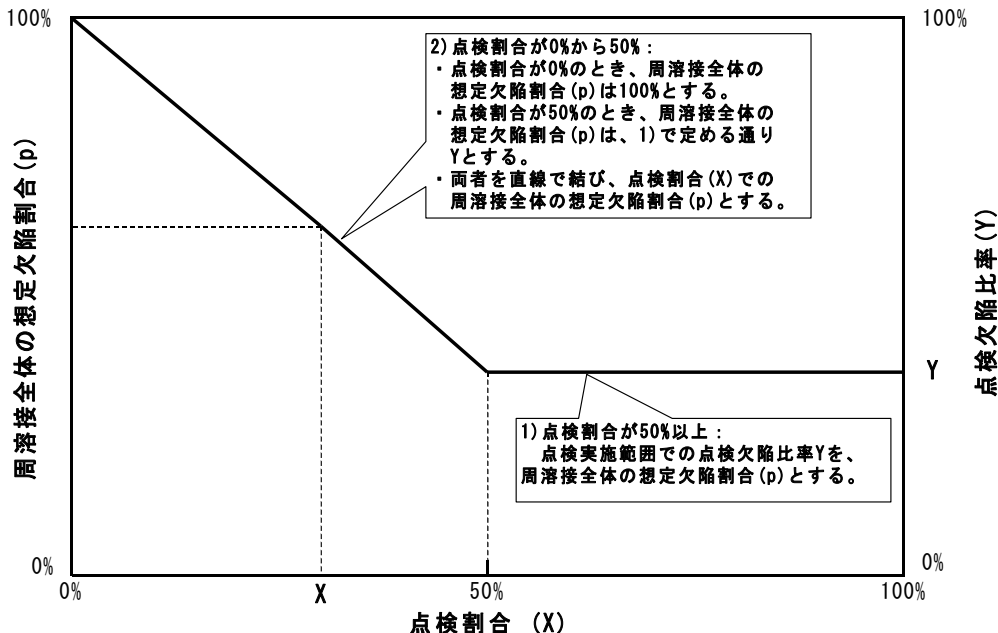 100%
100%
2)点検割合が0%から50%：
・点検割合が0%のとき、周溶接全体の
想定欠陥割合(p)は100%とする。
・点検割合が50%のとき、周溶接全体の
想定欠陥割合(p)は、1)で定める通り
Yとする。
・両者を直線で結び、点検割合(X)での
周溶接全体の想定欠陥割合(p)とする。
周溶接全体の想定欠陥割合(p)
点検欠陥比率(Y)
Y
1)点検割合が50%以上：
点検実施範囲での点検欠陥比率Yを、
周溶接全体の想定欠陥割合(p)とする。
0%
0%
0%
X
50%
100%
点検割合 (X)